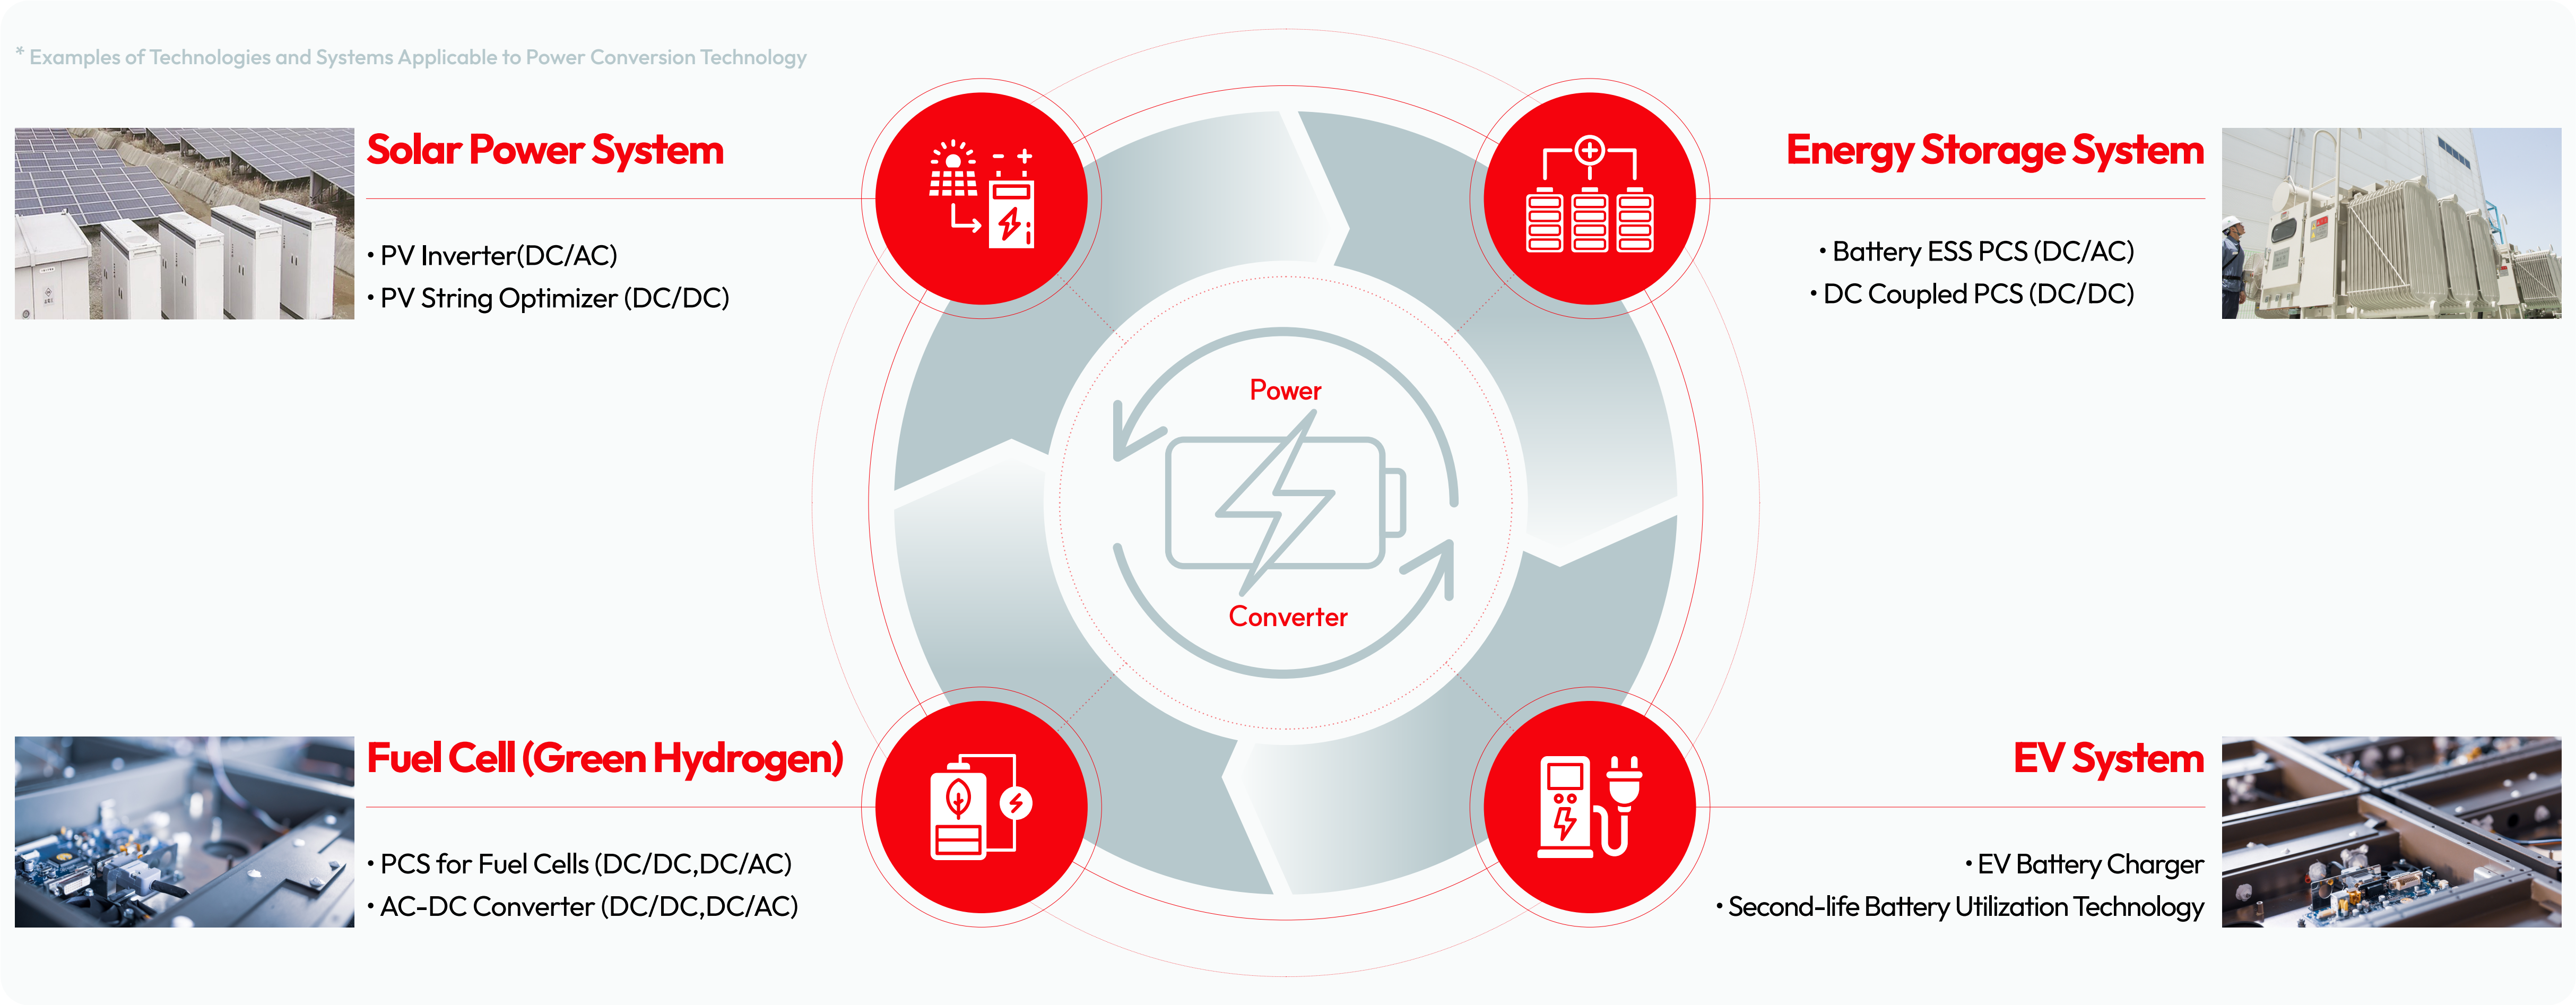 * Examples of Technologies and Systems Applicable to Power Conversion Technology
Solar Power System
• PV Inverter(DC/AC)
• PV String Optimizer (DC/DC)
Energy Storage System
• Battery ESS PCS (DC/AC)
• DC Coupled PCS (DC/DC)
Power
Converter
Fuel Cell (Green Hydrogen)
• PCS for Fuel Cells (DC/DC,DC/AC)
• AC-DC Converter (DC/DC,DC/AC)
EV System
• EV Battery Charger
• Second-life Battery Utilization Technology